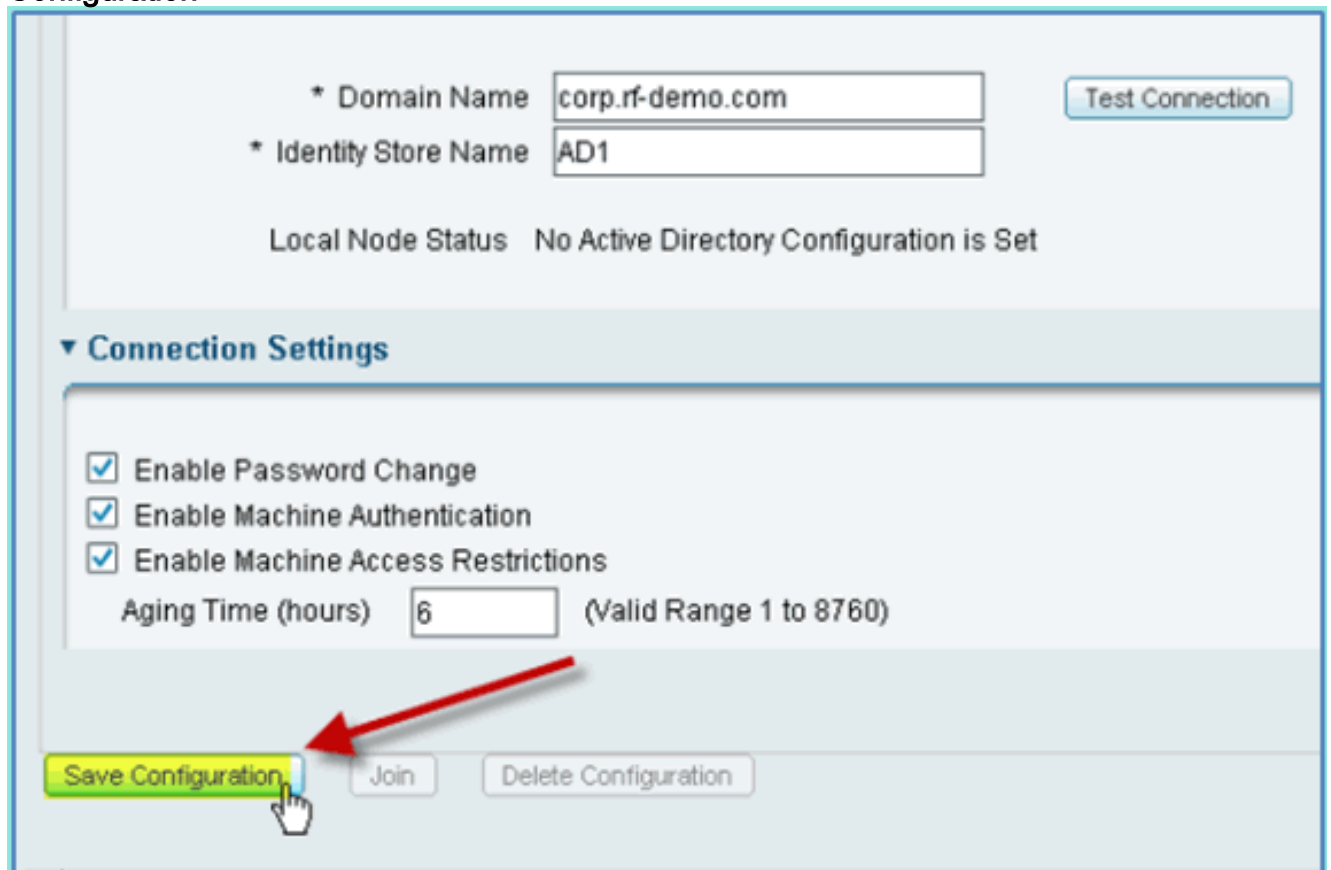 Configuration
* Domain Name corp.rf-demo.com Test Connection
* Identity Store Name AD1
Local Node Status No Active Directory Configuration is Set
▼ Connection Settings
Enable Password Change
Enable Machine Authentication
Enable Machine Access Restrictions
Aging Time (hours) 6 (Valid Range 1 to 8760)
Save Configuration Join Delete Configuration